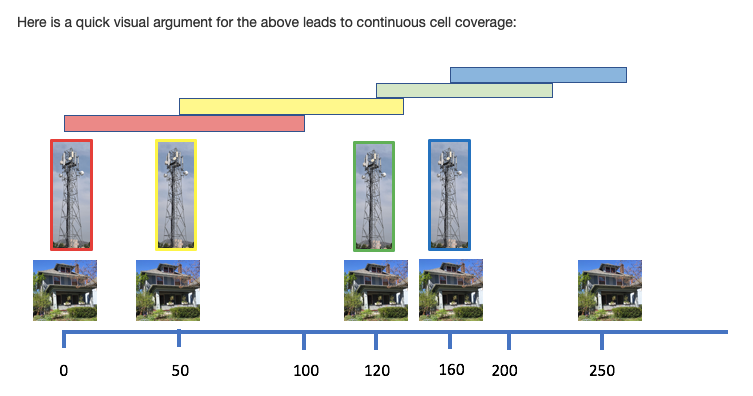 Here is a quick visual argument for the above leads to continuous cell coverage:
0 50 100 120 160 200 250